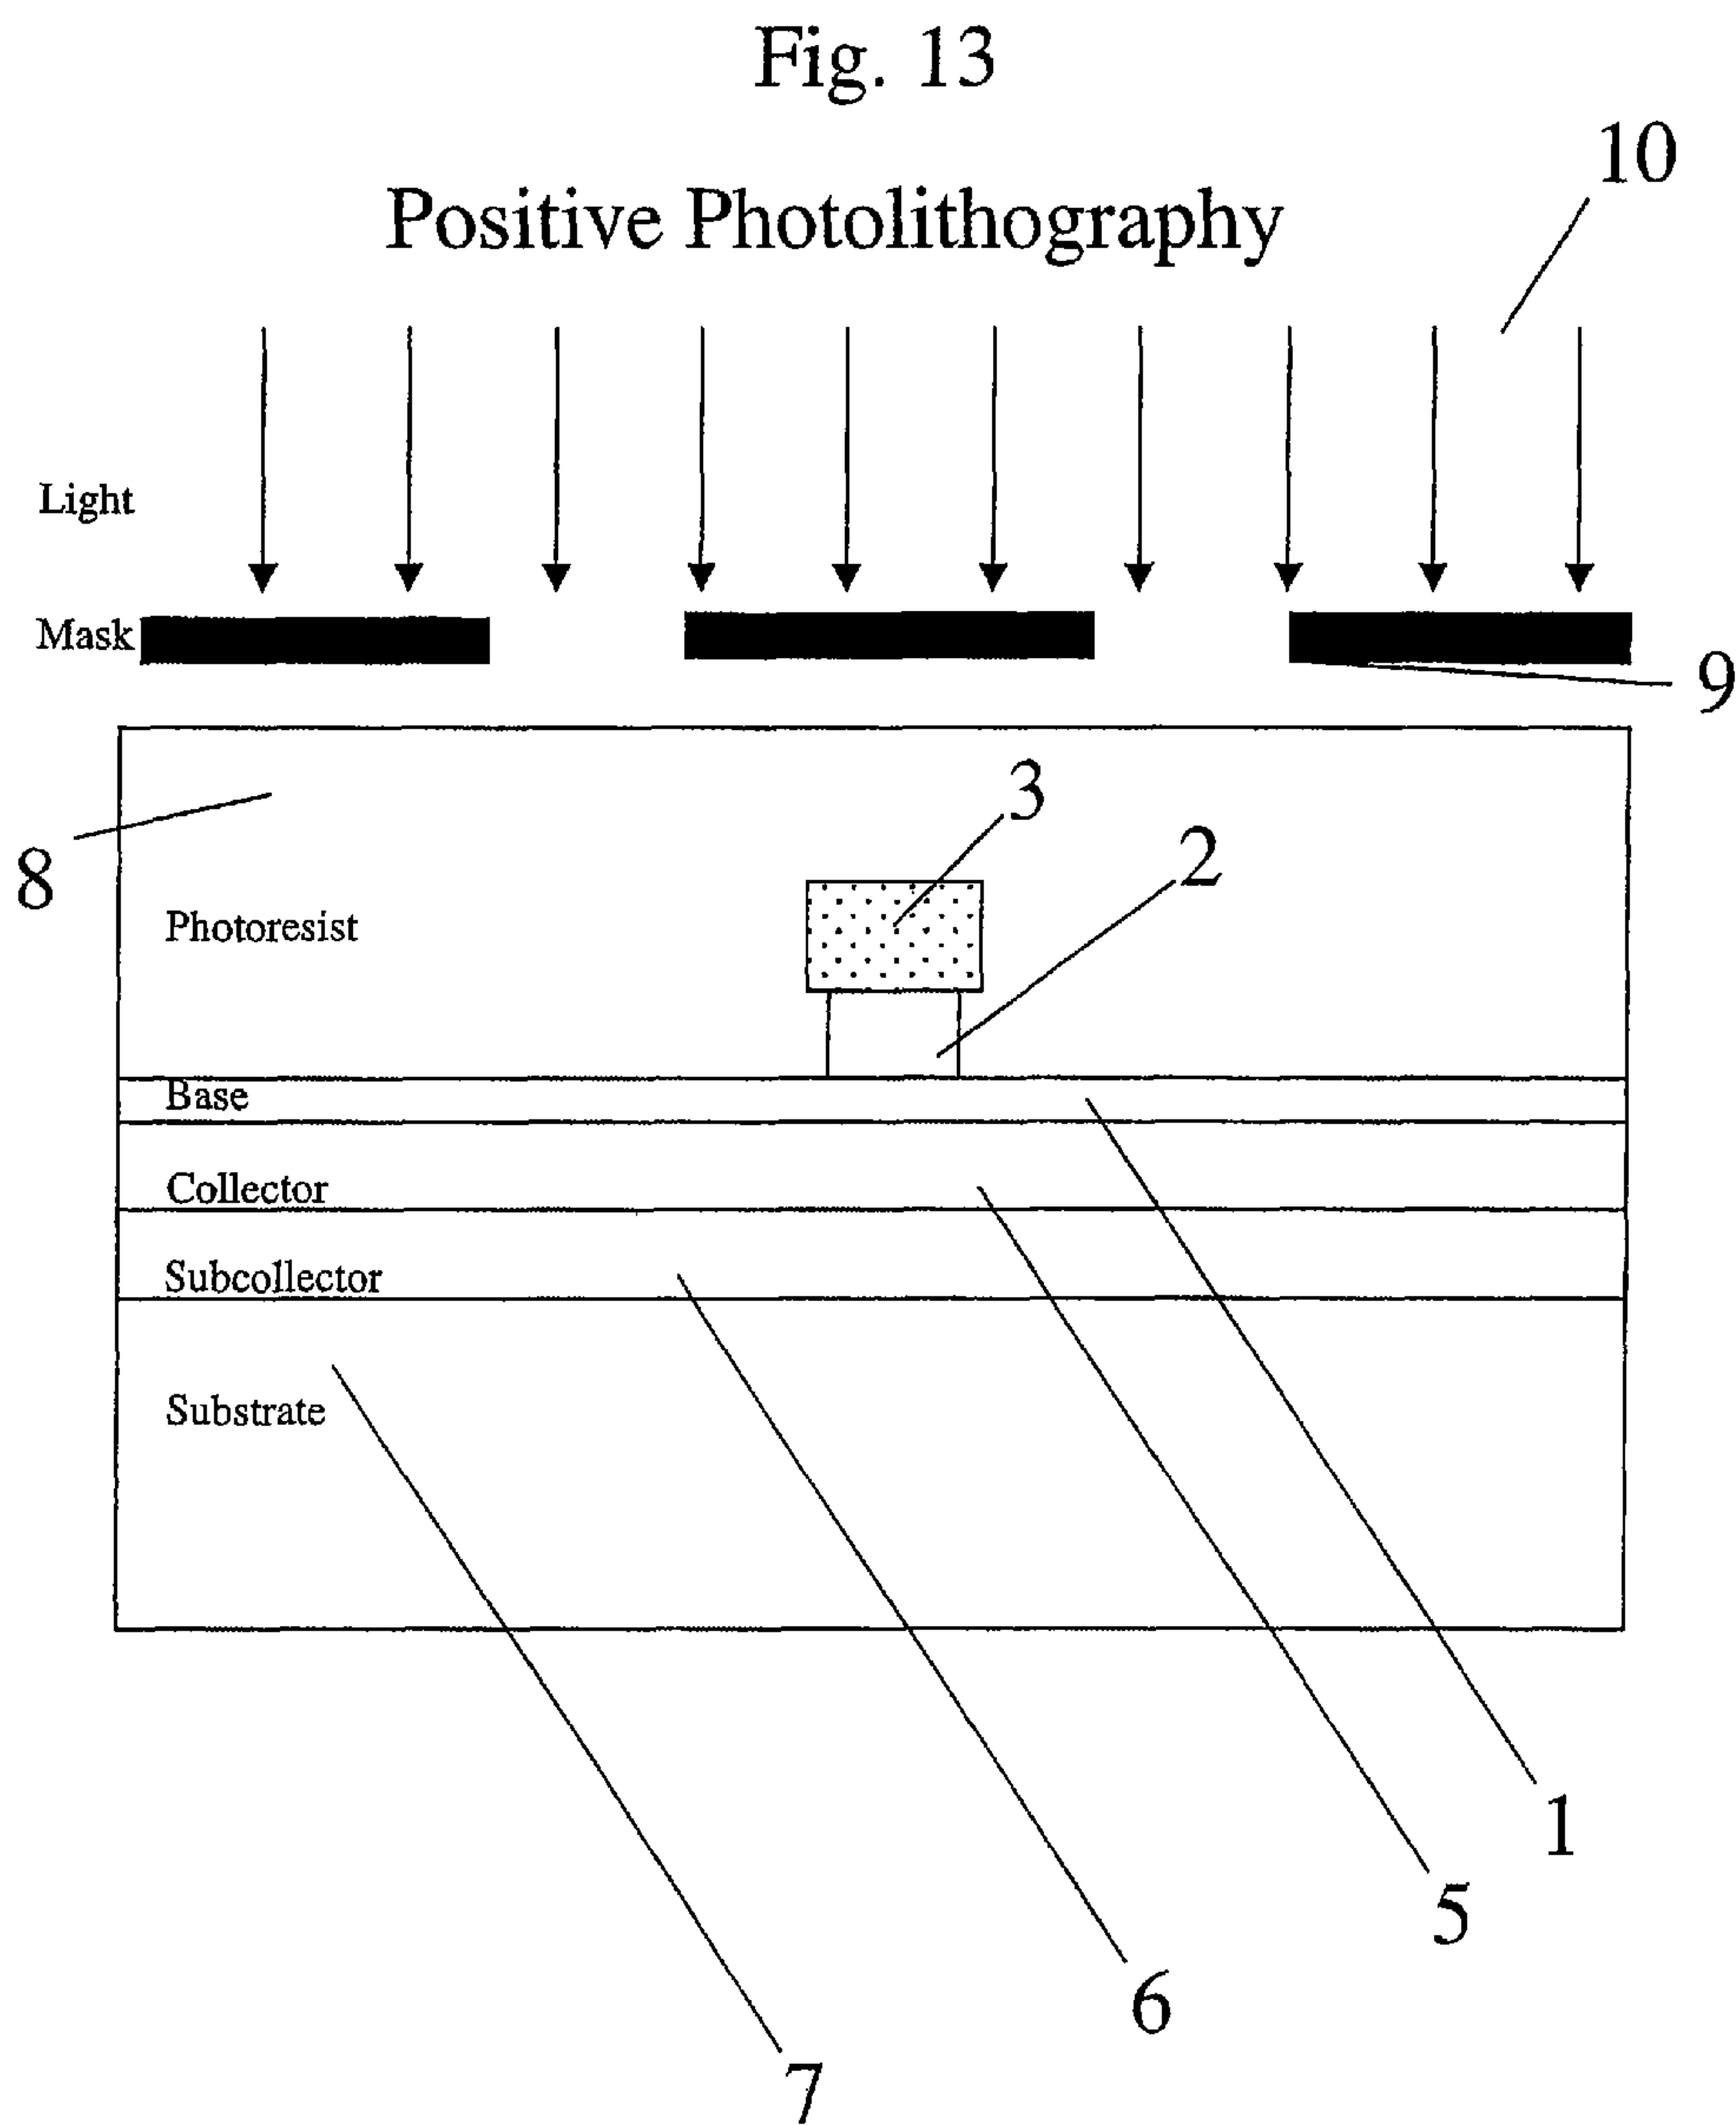 Fig. 13
10
Positive Photolithography
Light
Mask
9
3
2
8
Photoresist
Base
Collector
Subcollector
Substrate
1
5
6
7